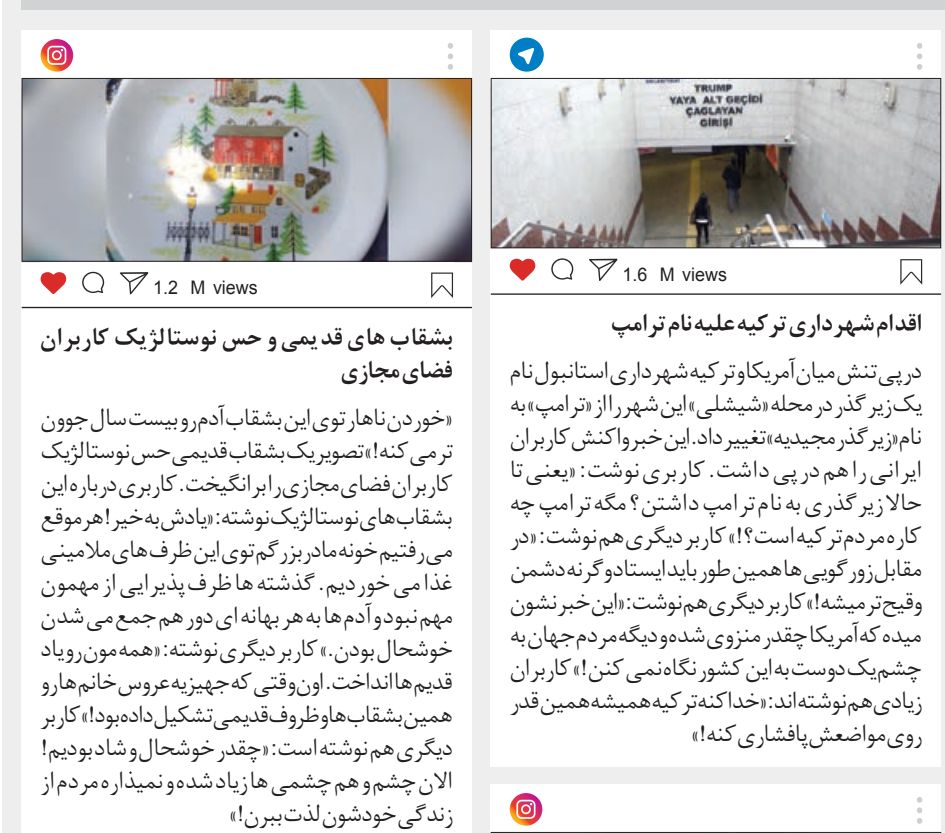 TRUMP
YAYA ALT GEÇİDİ
ÇAĞLAYAN
GİRİŞİ
1.6 M views
اقدام شهرداری ترکیه علیه نام ترامپ
در پی تنش میان آمریکا و ترکیه شهرداری استانبول نام
یک زیرگذر در محله «شیشلی» این شهر را از «ترامپ» به
نام «زیرگذر مجیدیه» تغییر داد. این خبر واکنش کاربران
ایرانی را هم در پی داشت. کاربری نوشت: «یعنی تا
حالا زیرگذری به نام ترامپ داشتن؟ مگه ترامپ چه
کاره مردم ترکیه است؟!» کاربر دیگری هم نوشت: «در
مقابل زورگویی ها همین طور باید ایستاد وگرنه دشمن
وقیح تر میشه!» کاربر دیگری هم نوشت: «این خبر نشون
میده که آمریکا چقدر منزوی شده و دیگه مردم جهان به
چشم یک دوست به این کشور نگاه نمی کنن!» کاربران
زیادی هم نوشته اند: «خدا کنه ترکیه همیشه همین قدر
روی مواضعش پافشاری کنه!»
1.2 M views
بشقاب های قدیمی و حس نوستالژیک کاربران
فضای مجازی
«خوردن ناهار توی این بشقاب آدم رو بیست سال جوون
تر می کنه!» تصویر یک بشقاب قدیمی حس نوستالژیک
کاربران فضای مجازی را برانگیخت. کاربری درباره این
بشقاب های نوستالژیک نوشته: «یادش به خیر! هر موقع
می رفتیم خونه مادربزرگم توی این ظرف های ملامینی
غذا می خوردیم. گذشته ها ظرف پذیرایی از مهمون
مهم نبود و آدم ها به هر بهانه ای دور هم جمع می شدن
خوشحال بودن.» کاربر دیگری نوشته: «همه مون رو یاد
قدیم ها انداخت. اون وقتی که جهیزیه عروس خانم ها رو
همین بشقاب ها و ظروف قدیمی تشکیل داده بود!» کاربر
دیگری هم نوشته است: «چقدر خوشحال و شاد بودیم!
الان چشم و هم چشمی ها زیاد شده و نمیذاره مردم از
زندگی خودشون لذت ببرن!»